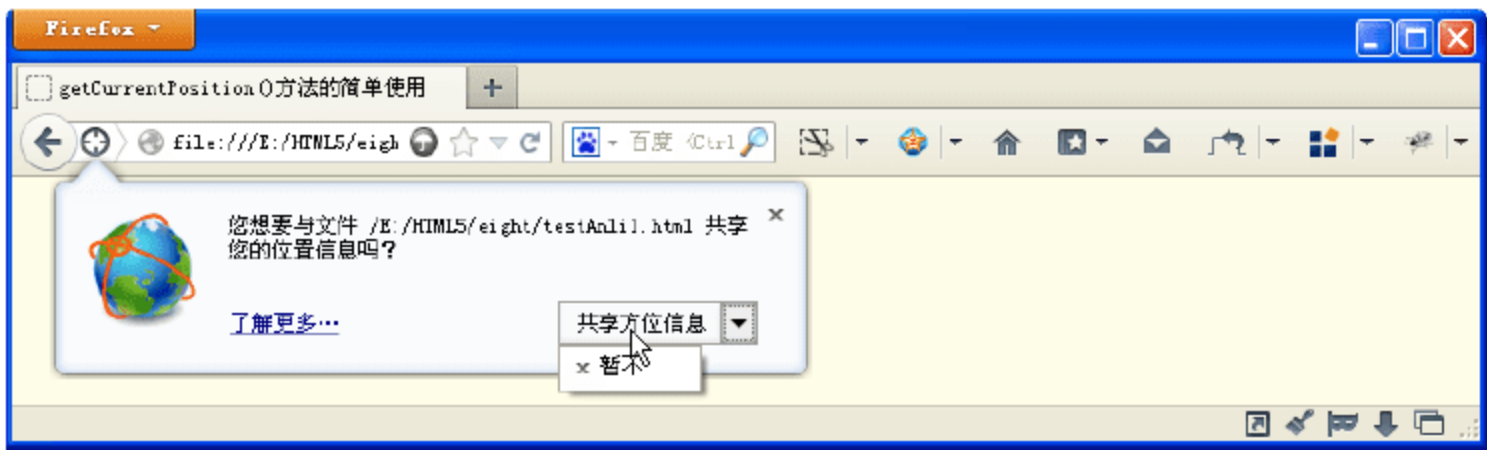 Firefox
getCurrentPosition()方法的简单使用
file:///E:/HTML5/eigh
百度 (Ctrl
您想要与文件 /E:/HTML5/eight/testAnli1.html 共享
您的位置信息吗?
了解更多…
共享方位信息
x 暂不